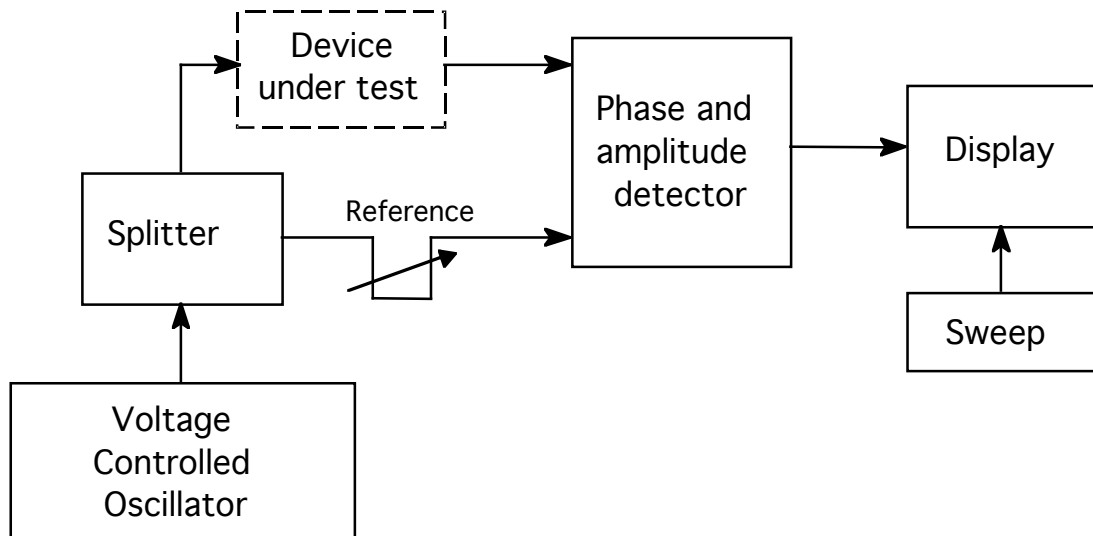 Device
under test
Phase and
amplitude
detector
Display
Reference
Splitter
Sweep
Voltage
Controlled
Oscillator